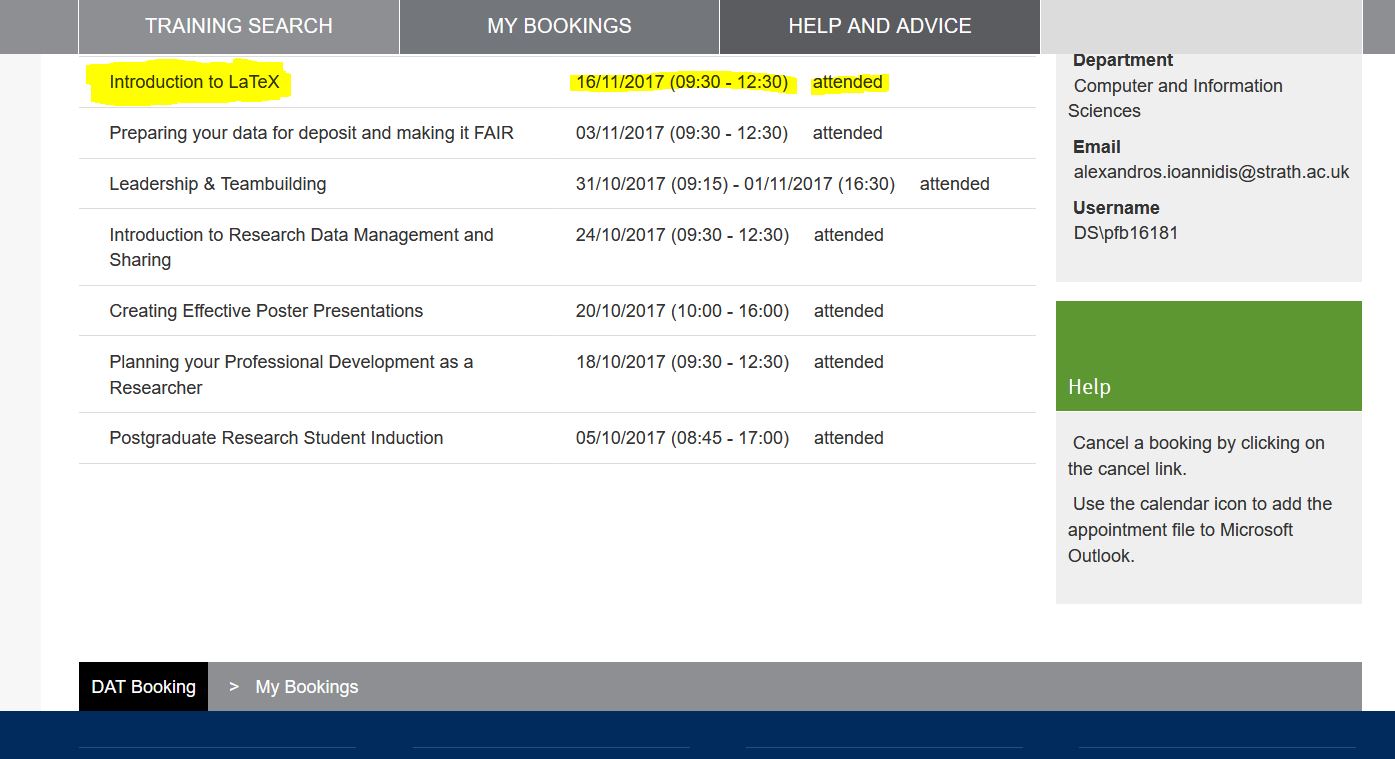 TRAINING SEARCH MY BOOKINGS HELP AND ADVICE
Introduction to LaTeX 16/11/2017 (09:30 - 12:30) attended
Preparing your data for deposit and making it FAIR 03/11/2017 (09:30 - 12:30) attended
Leadership & Teambuilding 31/10/2017 (09:15) - 01/11/2017 (16:30) attended
Introduction to Research Data Management and 24/10/2017 (09:30 - 12:30) attended
Sharing
Creating Effective Poster Presentations 20/10/2017 (10:00 - 16:00) attended
Planning your Professional Development as a 18/10/2017 (09:30 - 12:30) attended
Researcher
Postgraduate Research Student Induction 05/10/2017 (08:45 - 17:00) attended
Department
Computer and Information
Sciences
Email
alexandros.ioannidis@strath.ac.uk
Username
DS\pfb16181
Help
Cancel a booking by clicking on
the cancel link.
Use the calendar icon to add the
appointment file to Microsoft
Outlook.
DAT Booking > My Bookings